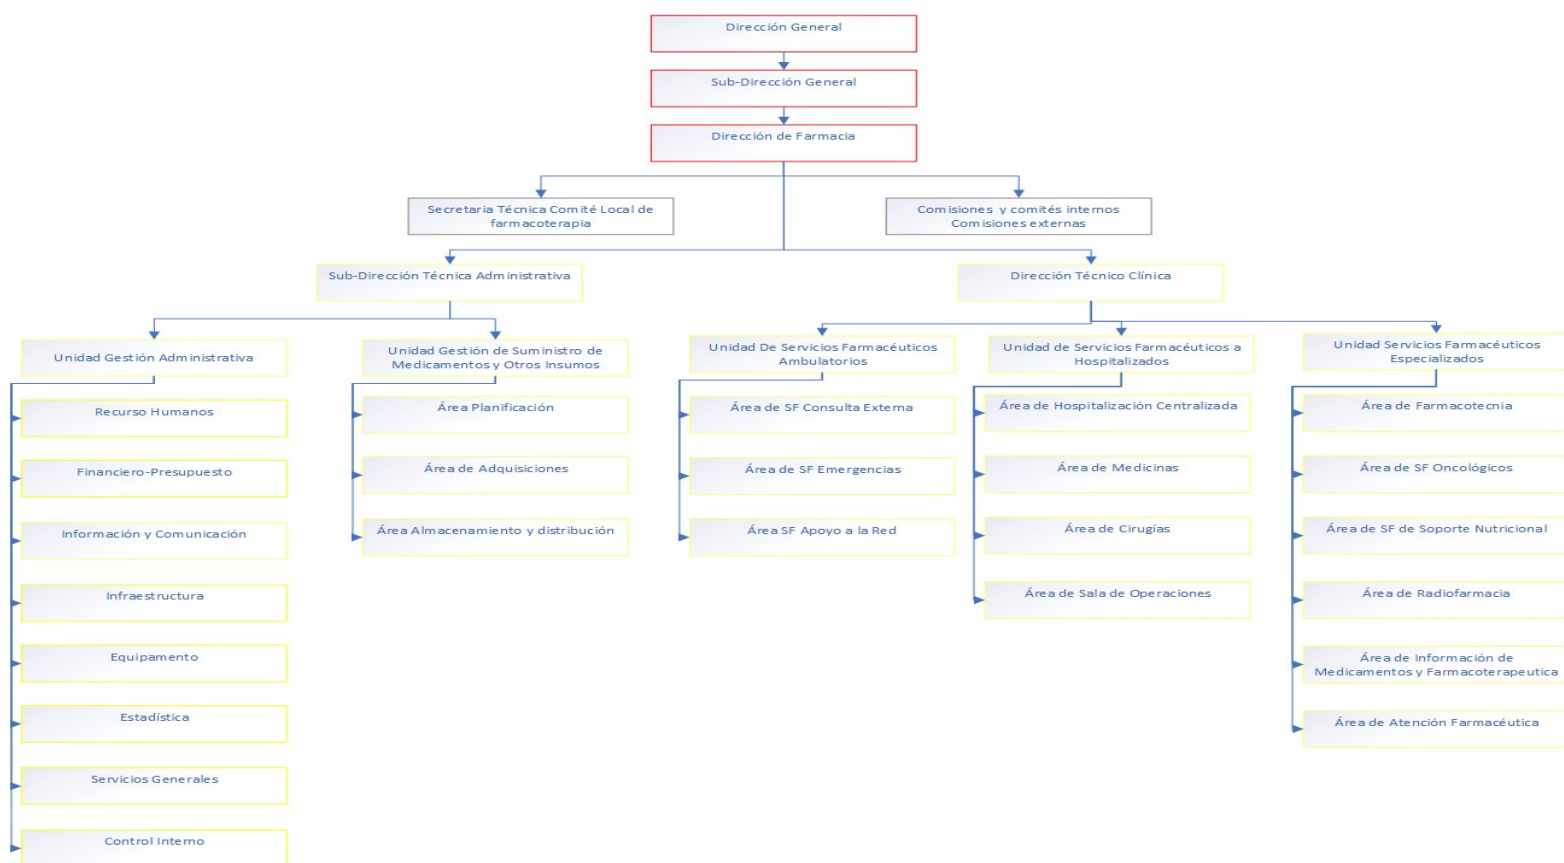 Dirección General
Sub-Dirección General
Dirección de Farmacia
Secretaria Técnica Comité Local de
farmacoterapia
Comisiones y comités internos
Comisiones externas
Sub-Dirección Técnica Administrativa
Dirección Técnico Clínica
Unidad Gestión Administrativa
Unidad Gestión de Suministro de
Medicamentos y Otros Insumos
Unidad De Servicios Farmacéuticos
Ambulatorios
Unidad de Servicios Farmacéuticos a
Hospitalizados
Unidad Servicios Farmacéuticos
Especializados
Recurso Humanos
Financiero-Presupuesto
Información y Comunicación
Infraestructura
Equipamento
Estadística
Servicios Generales
Control Interno
Área Planificación
Área de Adquisiciones
Área Almacenamiento y distribución
Área de SF Consulta Externa
Área de SF Emergencias
Área SF Apoyo a la Red
Área de Hospitalización Centralizada
Área de Medicinas
Área de Cirugías
Área de Sala de Operaciones
Área de Farmacotecnia
Área de SF Oncológicos
Área de SF de Soporte Nutricional
Área de Radiofarmacia
Área de Información de
Medicamentos y Farmacoterapeutica
Área de Atención Farmacéutica